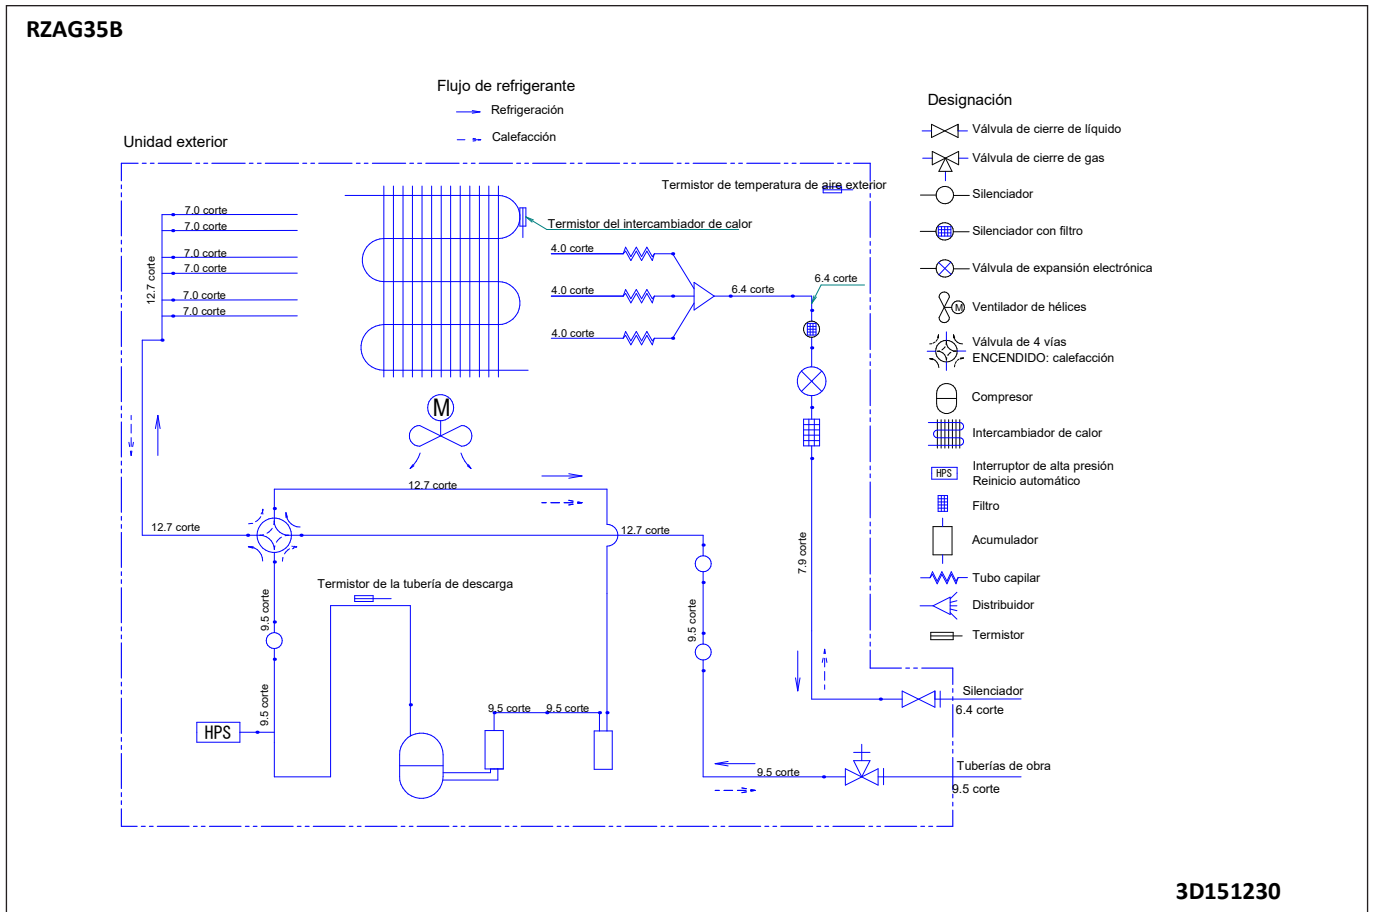 RZAG35B
Flujo de refrigerante
Refrigeración
Calefacción
Unidad exterior
Termistor de temperatura de aire exterior
7.0 corte
7.0 corte
7.0 corte
7.0 corte
7.0 corte
7.0 corte
12.7 corte
Termistor del intercambiador de calor
4.0 corte
4.0 corte
4.0 corte
6.4 corte
6.4 corte
M
12.7 corte
12.7 corte
12.7 corte
7.9 corte
Termistor de la tubería de descarga
9.5 corte
9.5 corte
9.5 corte
HPS
9.5 corte
9.5 corte
9.5 corte
Silenciador
6.4 corte
Tuberías de obra
9.5 corte
Designación
Válvula de cierre de líquido
Válvula de cierre de gas
Silenciador
Silenciador con filtro
Válvula de expansión electrónica
M
Ventilador de hélices
Válvula de 4 vías
ENCENDIDO: calefacción
Compresor
Intercambiador de calor
HPS
Interruptor de alta presión
Reinicio automático
Filtro
Acumulador
Tubo capilar
Distribuidor
Termistor
3D151230